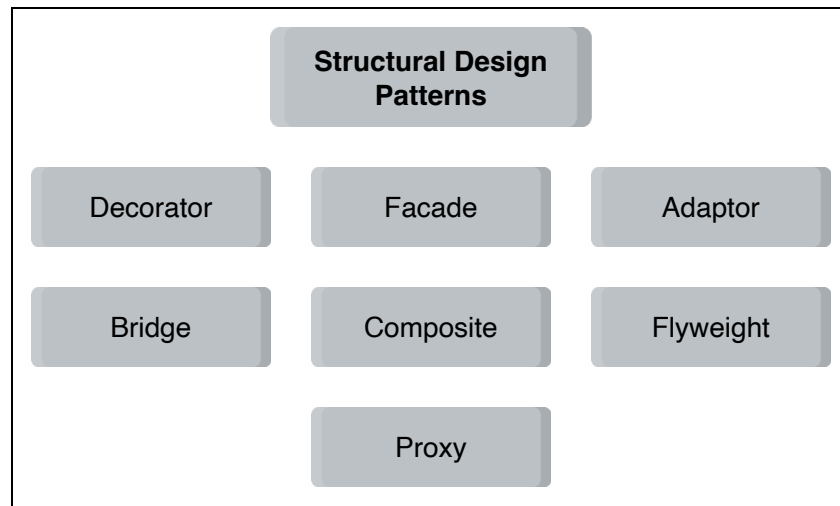 Structural Design
Patterns
Decorator
Facade
Adaptor
Bridge
Composite
Flyweight
Proxy